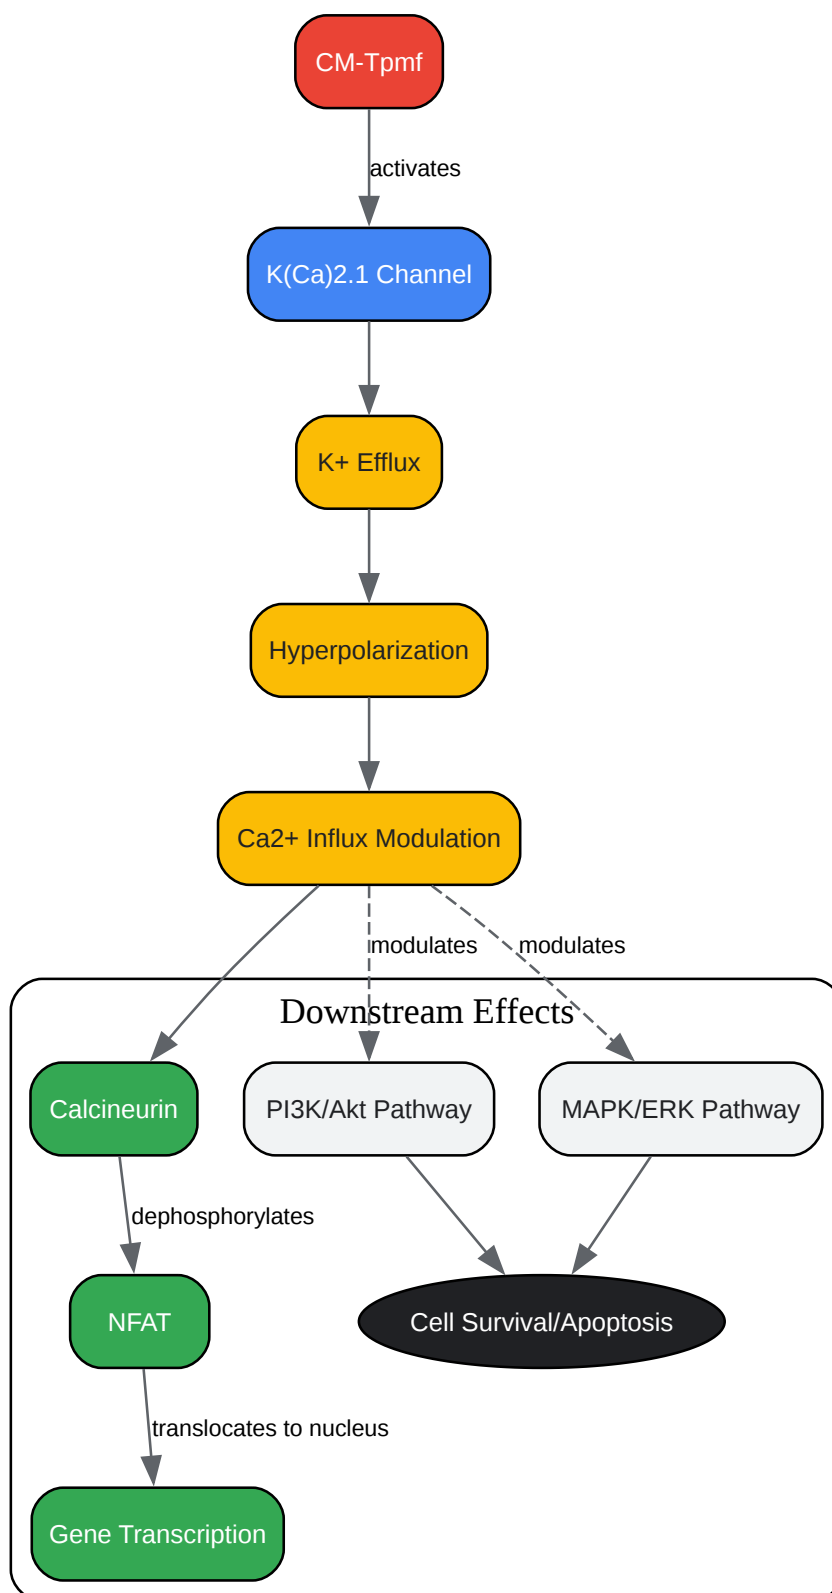 CM-Tpmf
activates
K(Ca)2.1 Channel
K+ Efflux
Hyperpolarization
Ca2+ Influx Modulation
modulates
modulates
Downstream Effects
Calcineurin
PI3K/Akt Pathway
MAPK/ERK Pathway
dephosphorylates
NFAT
Cell Survival/Apoptosis
translocates to nucleus
Gene Transcription